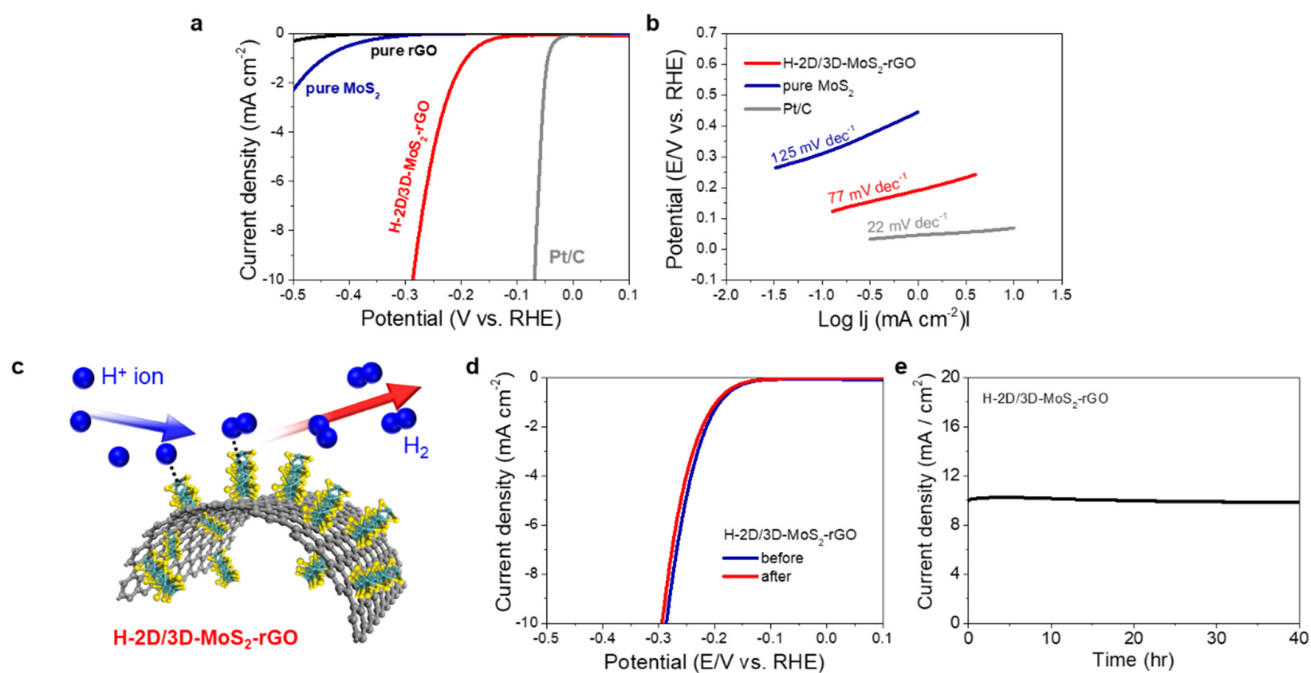 a
0
-2
-4
-6
-8
-10
Current density (mA cm⁻²)
-0.5
-0.4
-0.3
-0.2
-0.1
0.0
0.1
Potential (V vs. RHE)
pure rGO
pure MoS₂
H-2D/3D-MoS₂-rGO
Pt/C
b
0.7
0.6
0.5
0.4
0.3
0.2
0.1
0.0
-0.1
Potential (E/V vs. RHE)
-2.0
-1.5
-1.0
-0.5
0.0
0.5
1.0
1.5
Log |j (mA cm⁻²)|
H-2D/3D-MoS₂-rGO
pure MoS₂
Pt/C
125 mV dec⁻¹
77 mV dec⁻¹
22 mV dec⁻¹
c
H⁺ ion
H₂
H-2D/3D-MoS₂-rGO
d
0
-2
-4
-6
-8
-10
Current density (mA cm⁻²)
-0.5
-0.4
-0.3
-0.2
-0.1
0.0
0.1
Potential (E/V vs. RHE)
H-2D/3D-MoS₂-rGO
before
after
e
20
16
12
8
4
0
Current density (mA / cm²)
0
10
20
30
40
Time (hr)
H-2D/3D-MoS₂-rGO